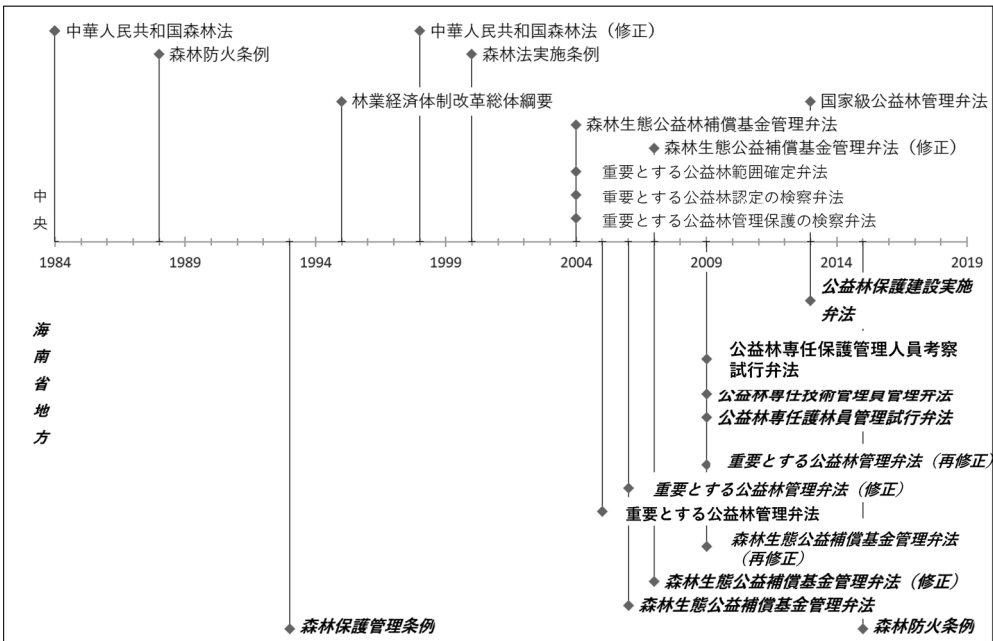 中華人民共和国森林法
中華人民共和国森林法（修正）
森林防火条例
森林法実施条例
林業経済体制改革総体綱要
国家級公益林管理弁法
森林生態公益林補償基金管理弁法
森林生態公益補償基金管理弁法（修正）
重要とする公益林範囲確定弁法
重要とする公益林認定の検察弁法
重要とする公益林管理保護の検察弁法
中
央
1984 1989 1994 1999 2004 2009 2014 2019
公益林保護建設実施
弁法
海
南
省
地
方
公益林専任保護管理人員考察
試行弁法
公益林専任技術管理員管理弁法
公益林専任護林員管理試行弁法
重要とする公益林管理弁法（再修正）
重要とする公益林管理弁法（修正）
重要とする公益林管理弁法
森林生態公益補償基金管理弁法
（再修正）
森林生態公益補償基金管理弁法（修正）
森林生態公益補償基金管理弁法
森林保護管理条例
森林防火条例